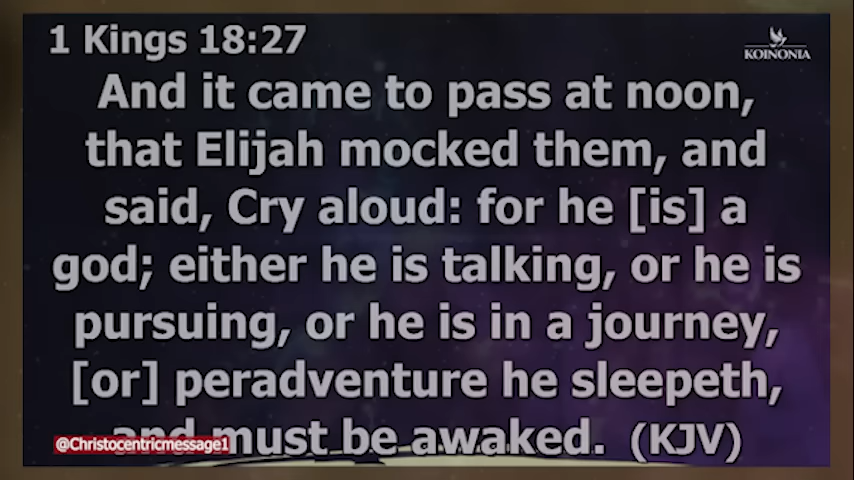 1 Kings 18:27
KOINONIA
And it came to pass at noon,
that Elijah mocked them, and
said, Cry aloud: for he [is] a
god; either he is talking, or he is
pursuing, or he is in a journey,
[or] peradventure he sleepeth,
and must be awaked. (KJV)
@Christocentricmessage1